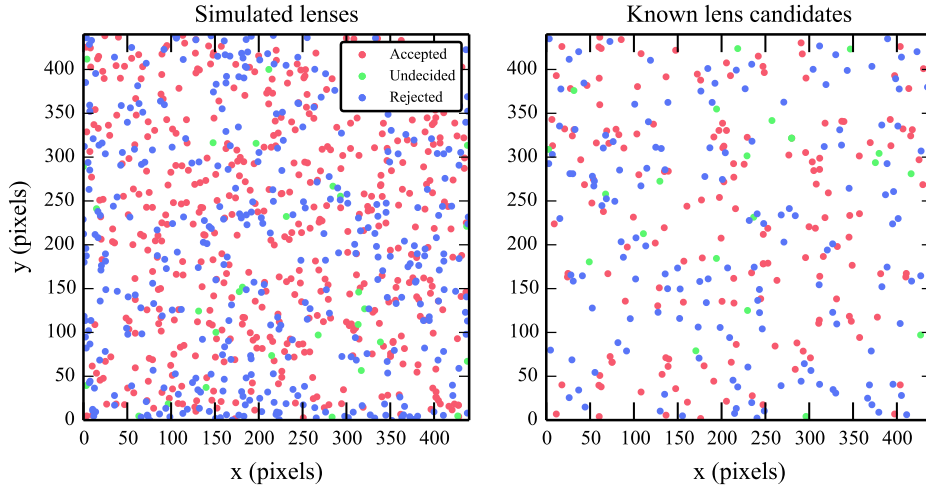 Simulated lenses
Known lens candidates
Accepted
Undecided
Rejected
y (pixels)
400
350
300
250
200
150
100
50
0
0 50 100 150 200 250 300 350 400
x (pixels)
400
350
300
250
200
150
100
50
0
0 50 100 150 200 250 300 350 400
x (pixels)